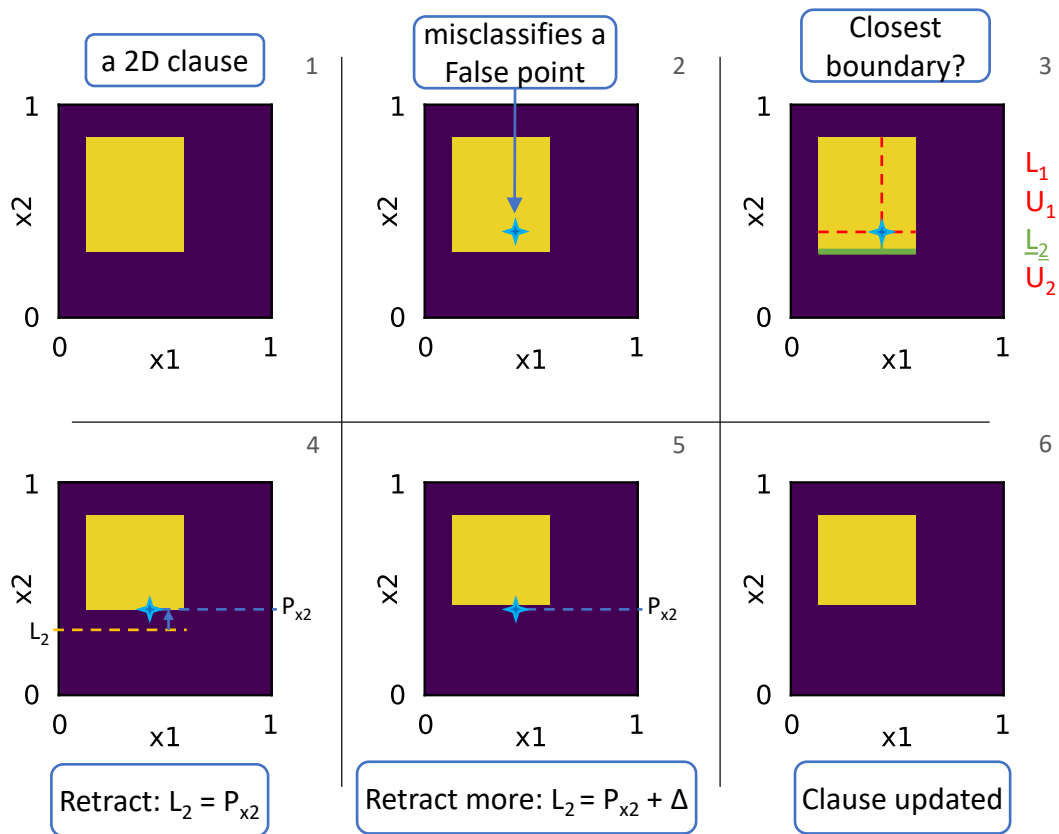 a 2D clause
1
1
x2
0
0
x1
1
misclassifies a
False point
2
1
x2
0
0
x1
1
Closest
boundary?
3
1
x2
0
0
x1
1
L₁
U₁
L₂
U₂
4
1
x2
0
0
x1
1
L₂
Pₓ₂
Retract: L₂ = Pₓ₂
5
1
x2
0
0
x1
1
Pₓ₂
Retract more: L₂ = Pₓ₂ + Δ
6
1
x2
0
0
x1
1
Clause updated